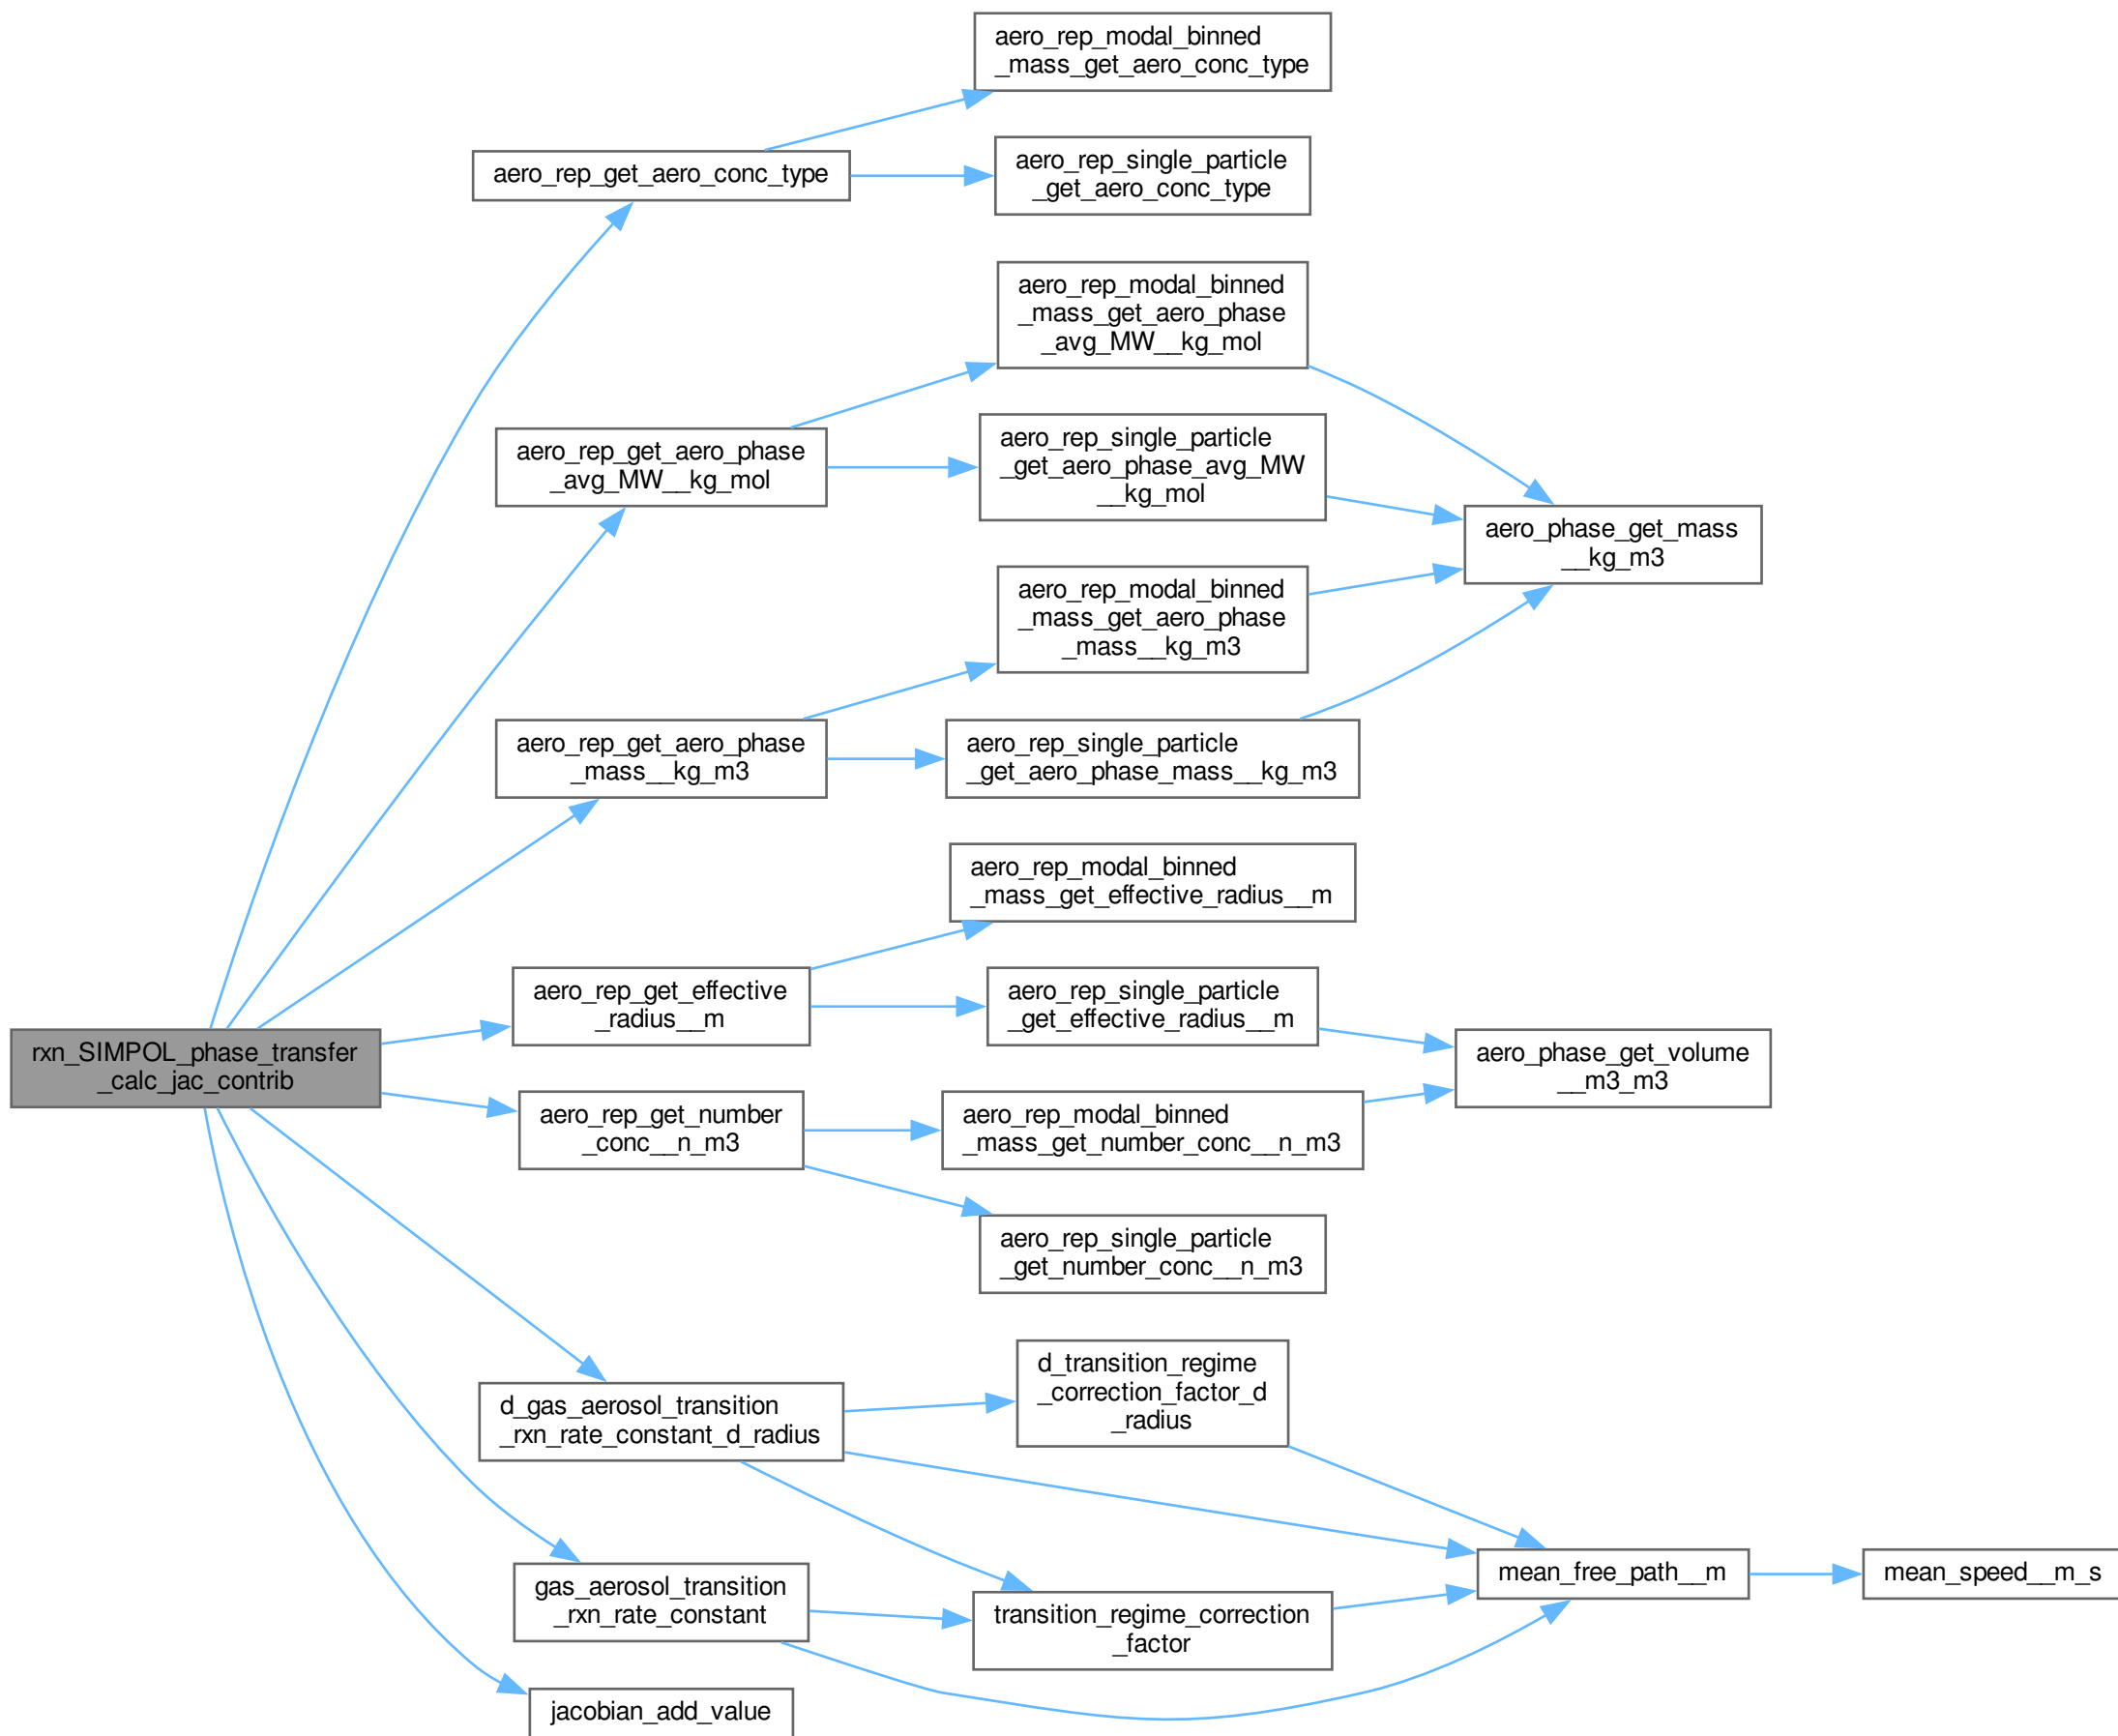 aero_rep_modal_binned
_mass_get_aero_conc_type
aero_rep_get_aero_conc_type
aero_rep_single_particle
_get_aero_conc_type
aero_rep_modal_binned
_mass_get_aero_phase
_avg_MW__kg_mol
aero_rep_get_aero_phase
_avg_MW__kg_mol
aero_rep_single_particle
_get_aero_phase_avg_MW
__kg_mol
aero_phase_get_mass
__kg_m3
aero_rep_modal_binned
_mass_get_aero_phase
_mass__kg_m3
aero_rep_get_aero_phase
_mass__kg_m3
aero_rep_single_particle
_get_aero_phase_mass__kg_m3
aero_rep_modal_binned
_mass_get_effective_radius__m
aero_rep_get_effective
_radius__m
aero_rep_single_particle
_get_effective_radius__m
rxn_SIMPOL_phase_transfer
_calc_jac_contrib
aero_phase_get_volume
__m3_m3
aero_rep_get_number
_conc__n_m3
aero_rep_modal_binned
_mass_get_number_conc__n_m3
aero_rep_single_particle
_get_number_conc__n_m3
d_transition_regime
_correction_factor_d
_radius
d_gas_aerosol_transition
_rxn_rate_constant_d_radius
mean_free_path__m
mean_speed__m_s
gas_aerosol_transition
_rxn_rate_constant
transition_regime_correction
_factor
jacobian_add_value